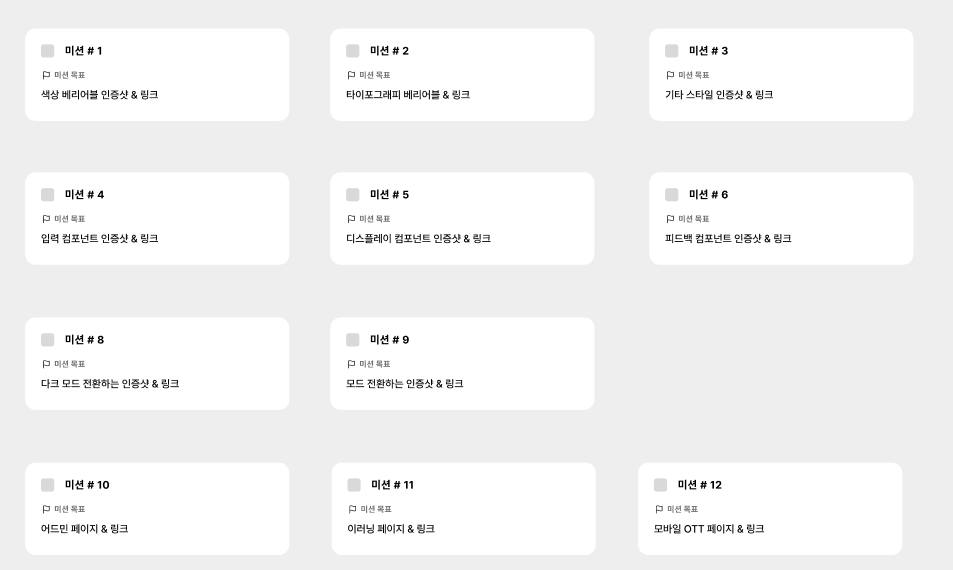 미션 # 1
미션 목표
색상 베리어블 인증샷 & 링크
미션 # 2
미션 목표
타이포그래피 베리어블 & 링크
미션 # 3
미션 목표
기타 스타일 인증샷 & 링크
미션 # 4
미션 목표
입력 컴포넌트 인증샷 & 링크
미션 # 5
미션 목표
디스플레이 컴포넌트 인증샷 & 링크
미션 # 6
미션 목표
피드백 컴포넌트 인증샷 & 링크
미션 # 8
미션 목표
다크 모드 전환하는 인증샷 & 링크
미션 # 9
미션 목표
모드 전환하는 인증샷 & 링크
미션 # 10
미션 목표
어드민 페이지 & 링크
미션 # 11
미션 목표
이러닝 페이지 & 링크
미션 # 12
미션 목표
모바일 OTT 페이지 & 링크